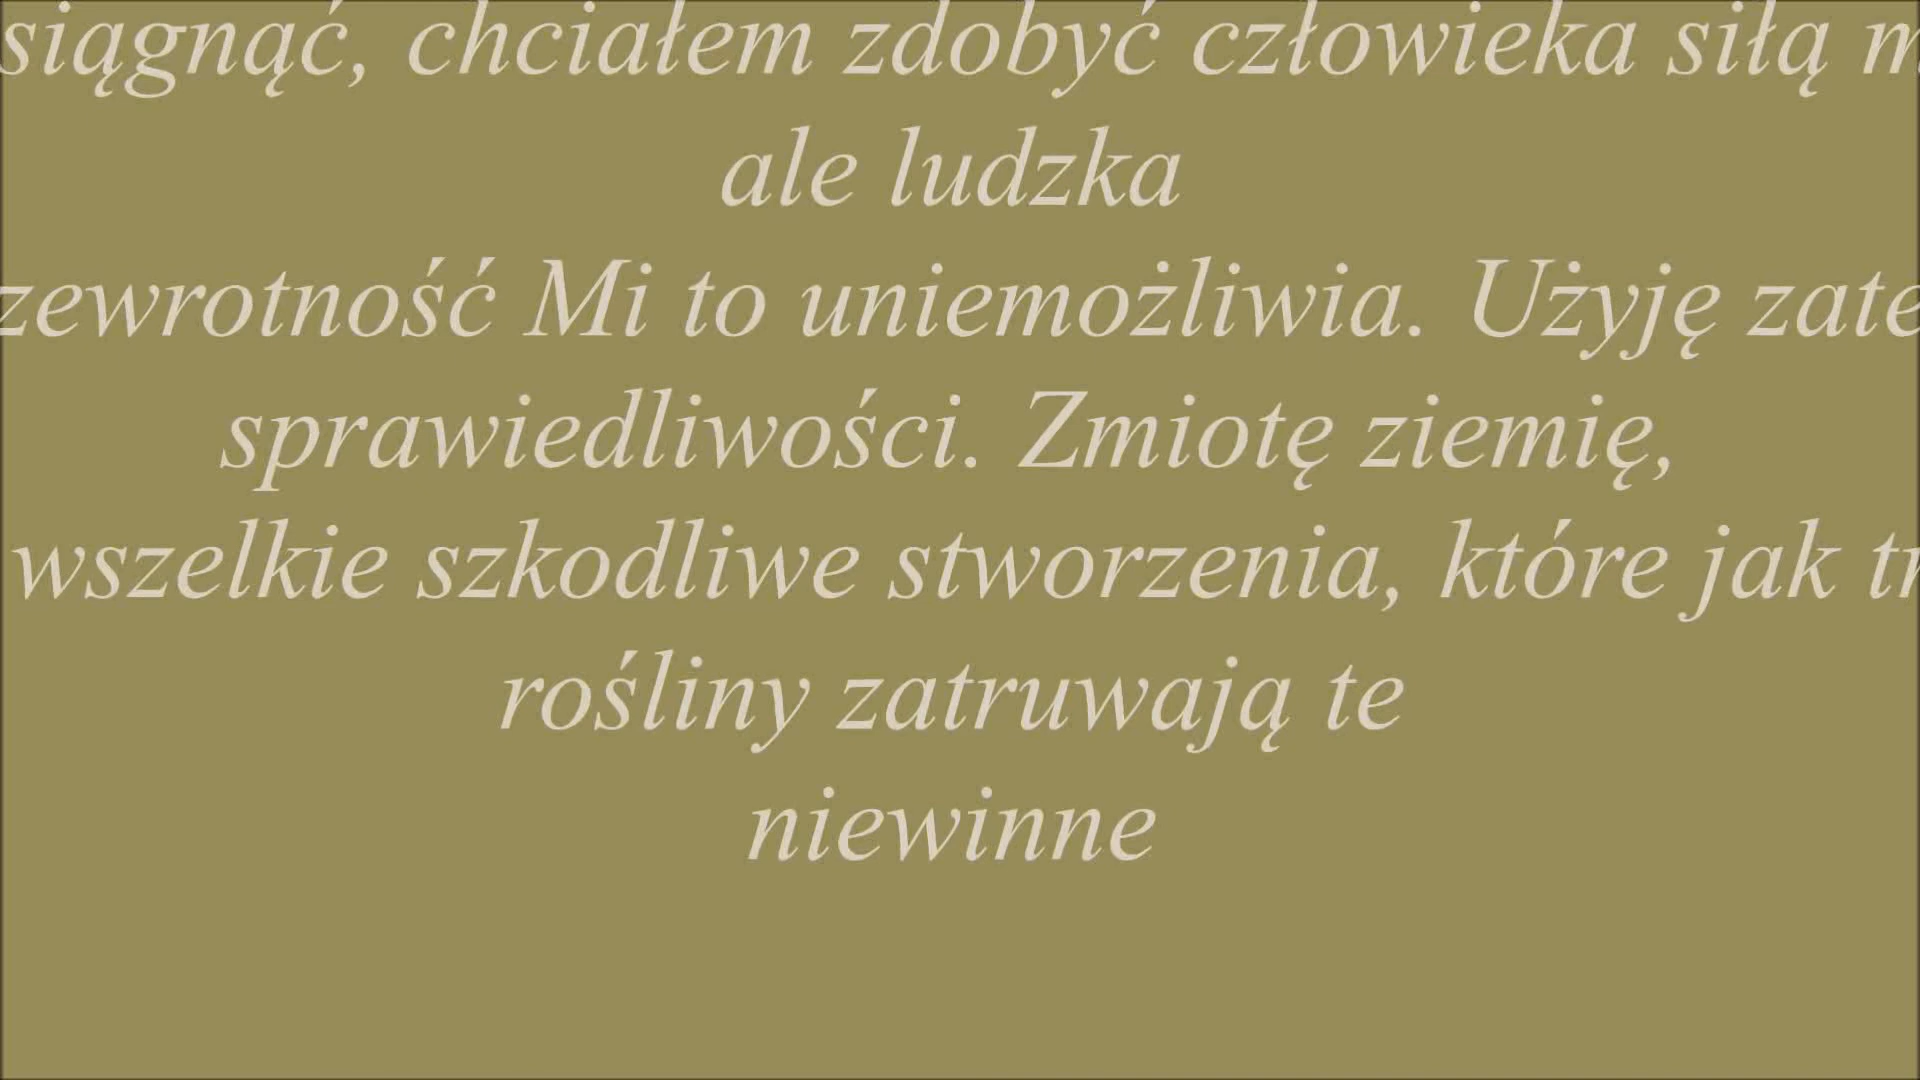 siągnąć, chciałem zdobyć człowieka siłą
ale ludzka
zewrotność Mi to uniemożliwia. Użyję zate
sprawiedliwości. Zmiotę ziemię,
wszelkie szkodliwe stworzenia, które jak
rośliny zatruwają te
niewinne